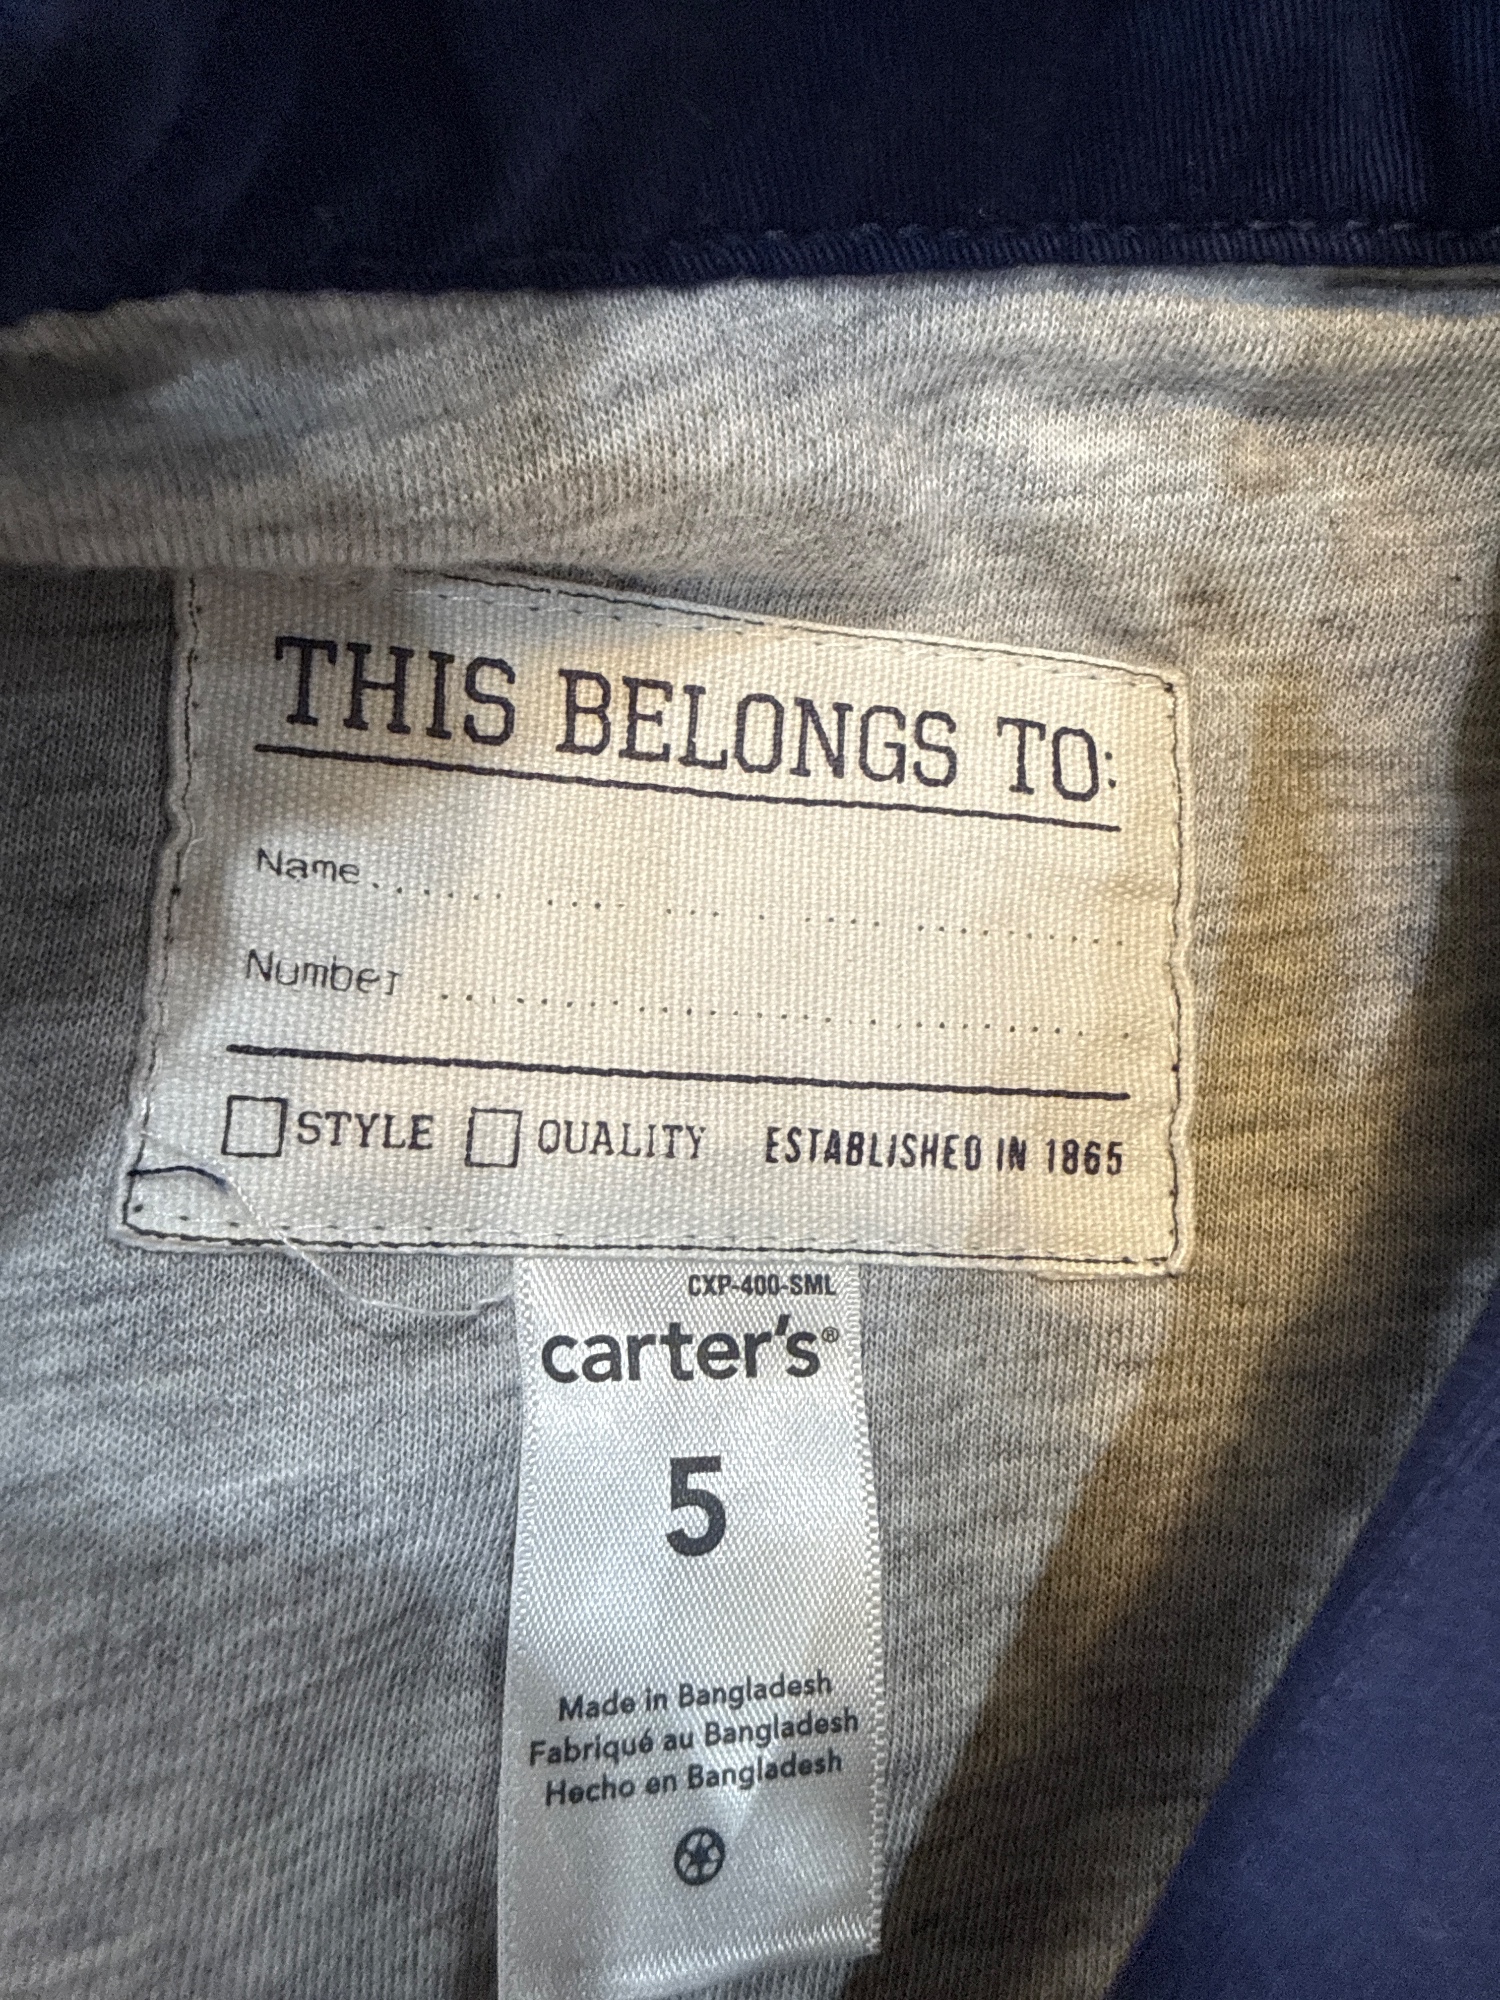 THIS BELONGS TO:
Name
Number
STYLE QUALITY ESTABLISHED IN 1865
CXP-400-SML
carter's®
5
Made in Bangladesh
Fabriqué au Bangladesh
Hecho en Bangladesh